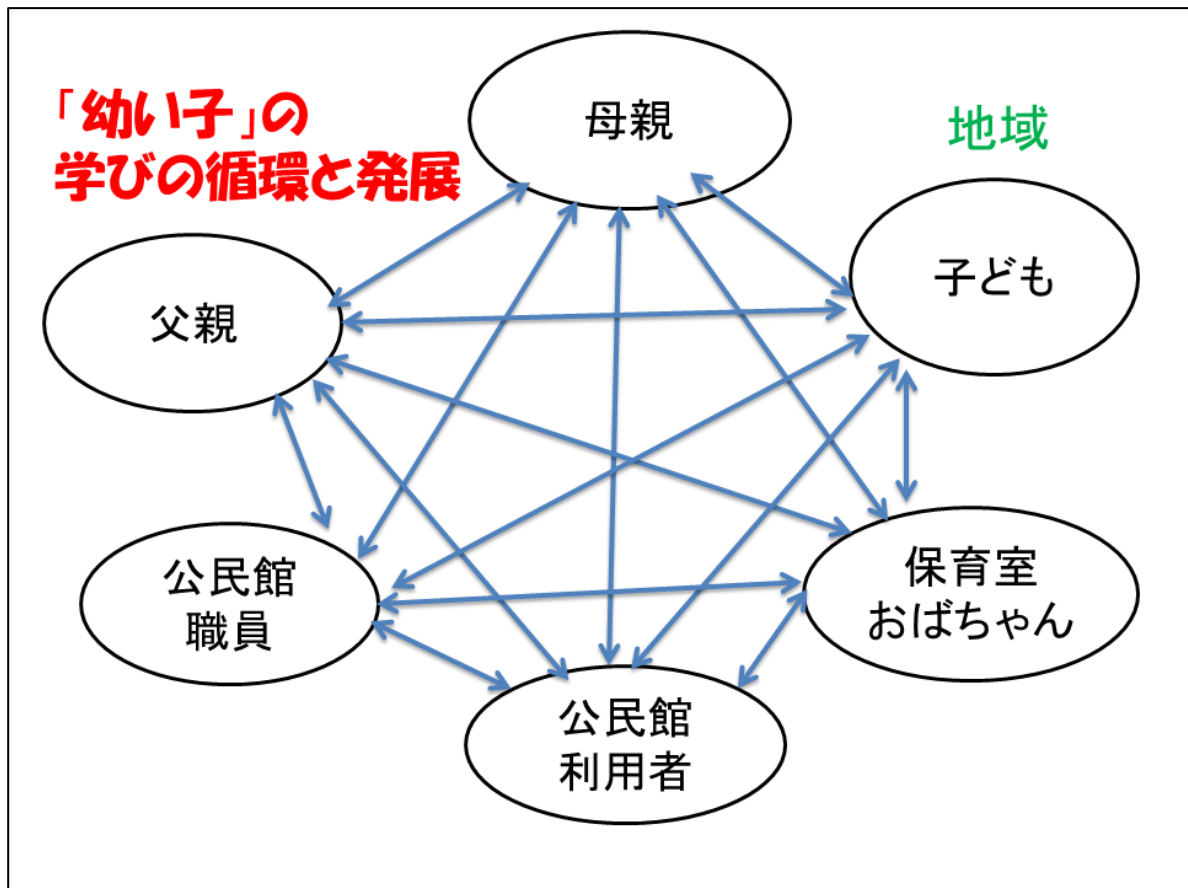 「幼い子」の
学びの循環と発展
母親
地域
子ども
父親
公民館
職員
保育室
おばちゃん
公民館
利用者